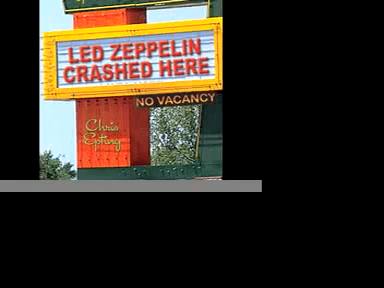 LED ZEPPELIN
CRASHED HERE
NO VACANCY
Chris
Epting